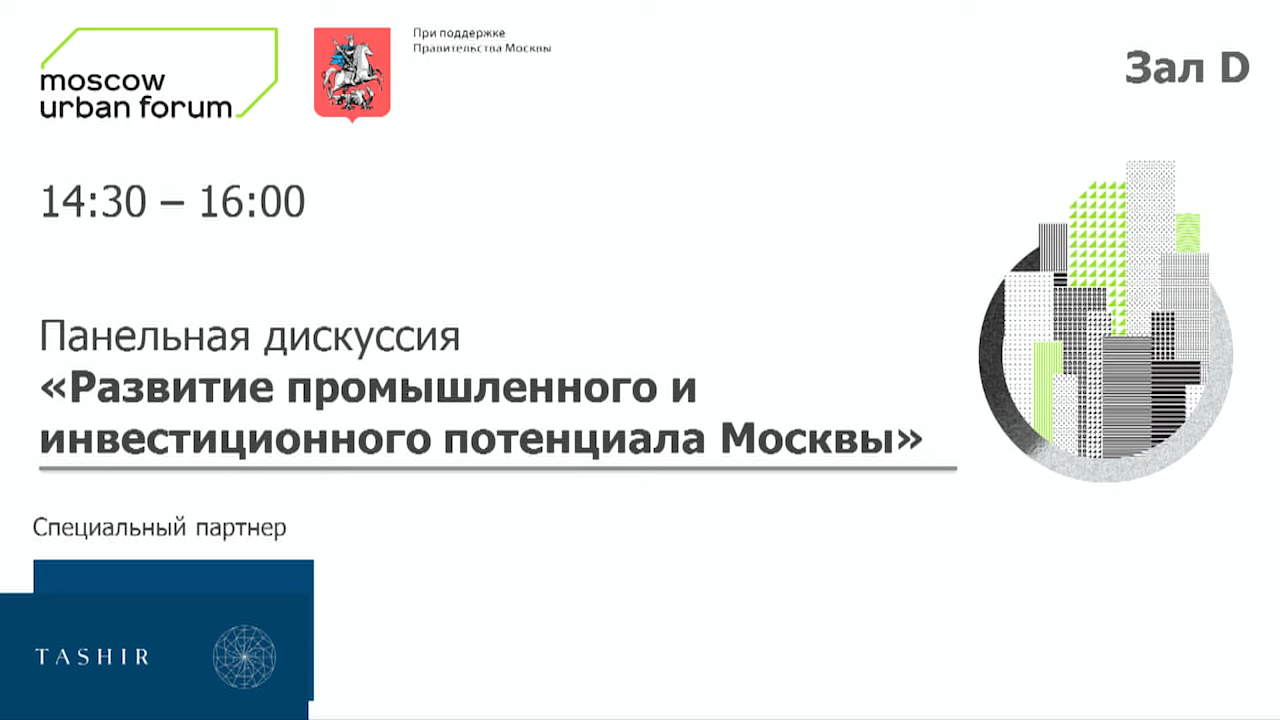 moscow
urban forum
При поддержке
Правительства Москвы
Зал D
14:30 – 16:00
Панельная дискуссия
«Развитие промышленного и
инвестиционного потенциала Москвы»
Специальный партнер
TASHIR